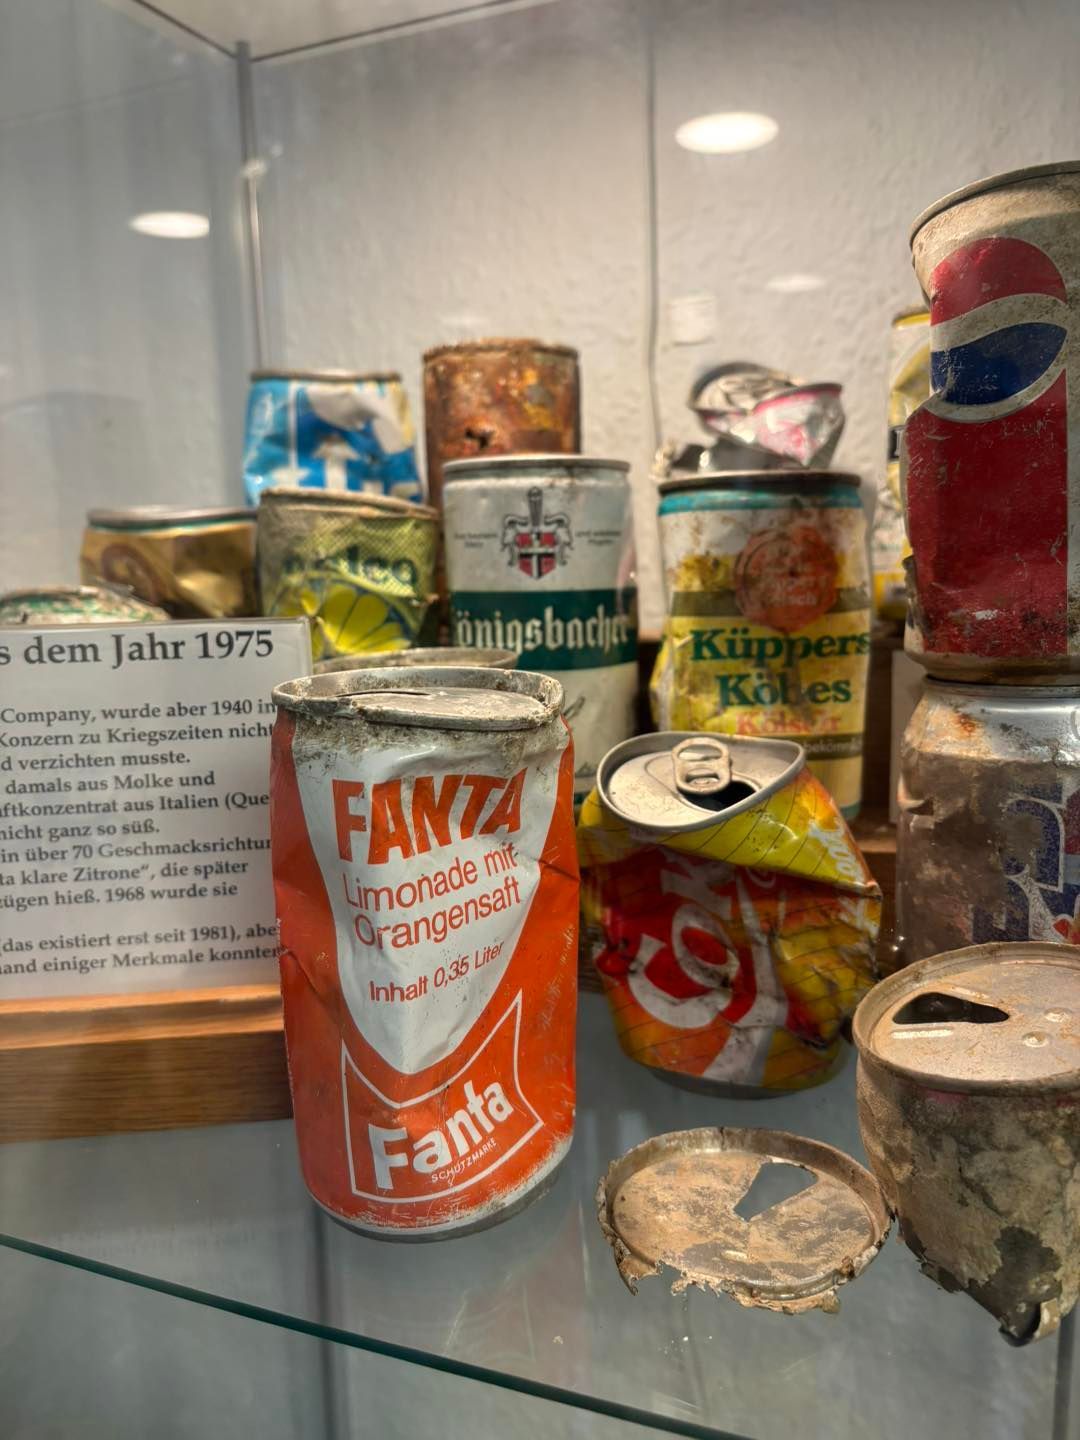 s dem Jahr 1975
Company, wurde aber 1940 in
Konzern zu Kriegszeiten nicht
d verzichten musste.
damals aus Molke und
ftkonzentrat aus Italien (Que
nicht ganz so süß.
in über 70 Geschmacksrichtun
ta klare Zitrone“, die später
zügen hieß. 1968 wurde sie
(das existiert erst seit 1981), abe
hand einiger Merkmale konnte
FANTA
Limonade mit
Orangensaft
Inhalt 0,35 Liter
Fanta
SCHUTZMARKE
önigsbacher
Küppers
Kölbes
Kölsch